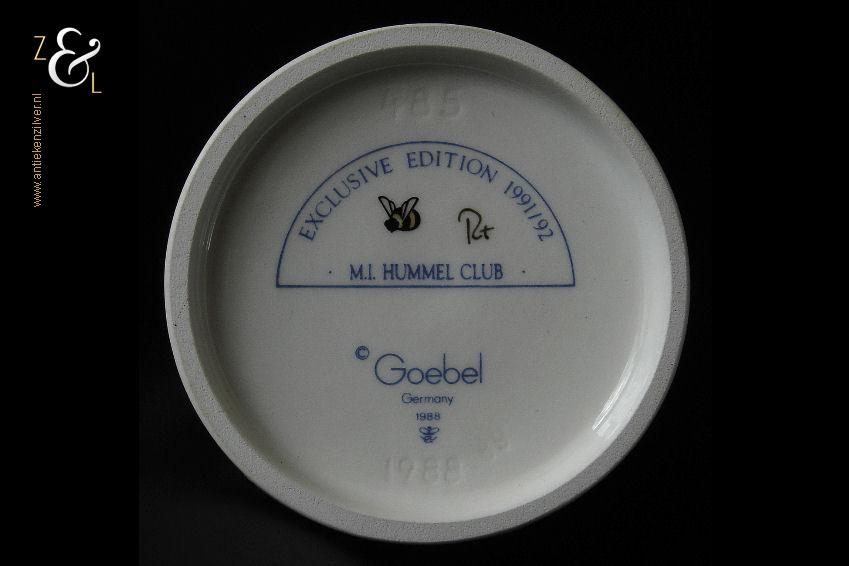 Z & L
www.antiekenzilver.nl
485
EXCLUSIVE EDITION 1991/92
· M.I. HUMMEL CLUB ·
© Goebel
Germany
1988
1988